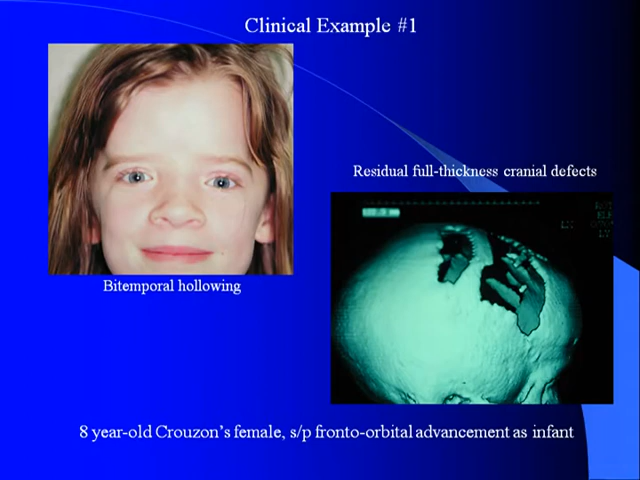 Clinical Example #1
Residual full-thickness cranial defects
Bitemporal hollowing
8 year-old Crouzon's female, s/p fronto-orbital advancement as infant